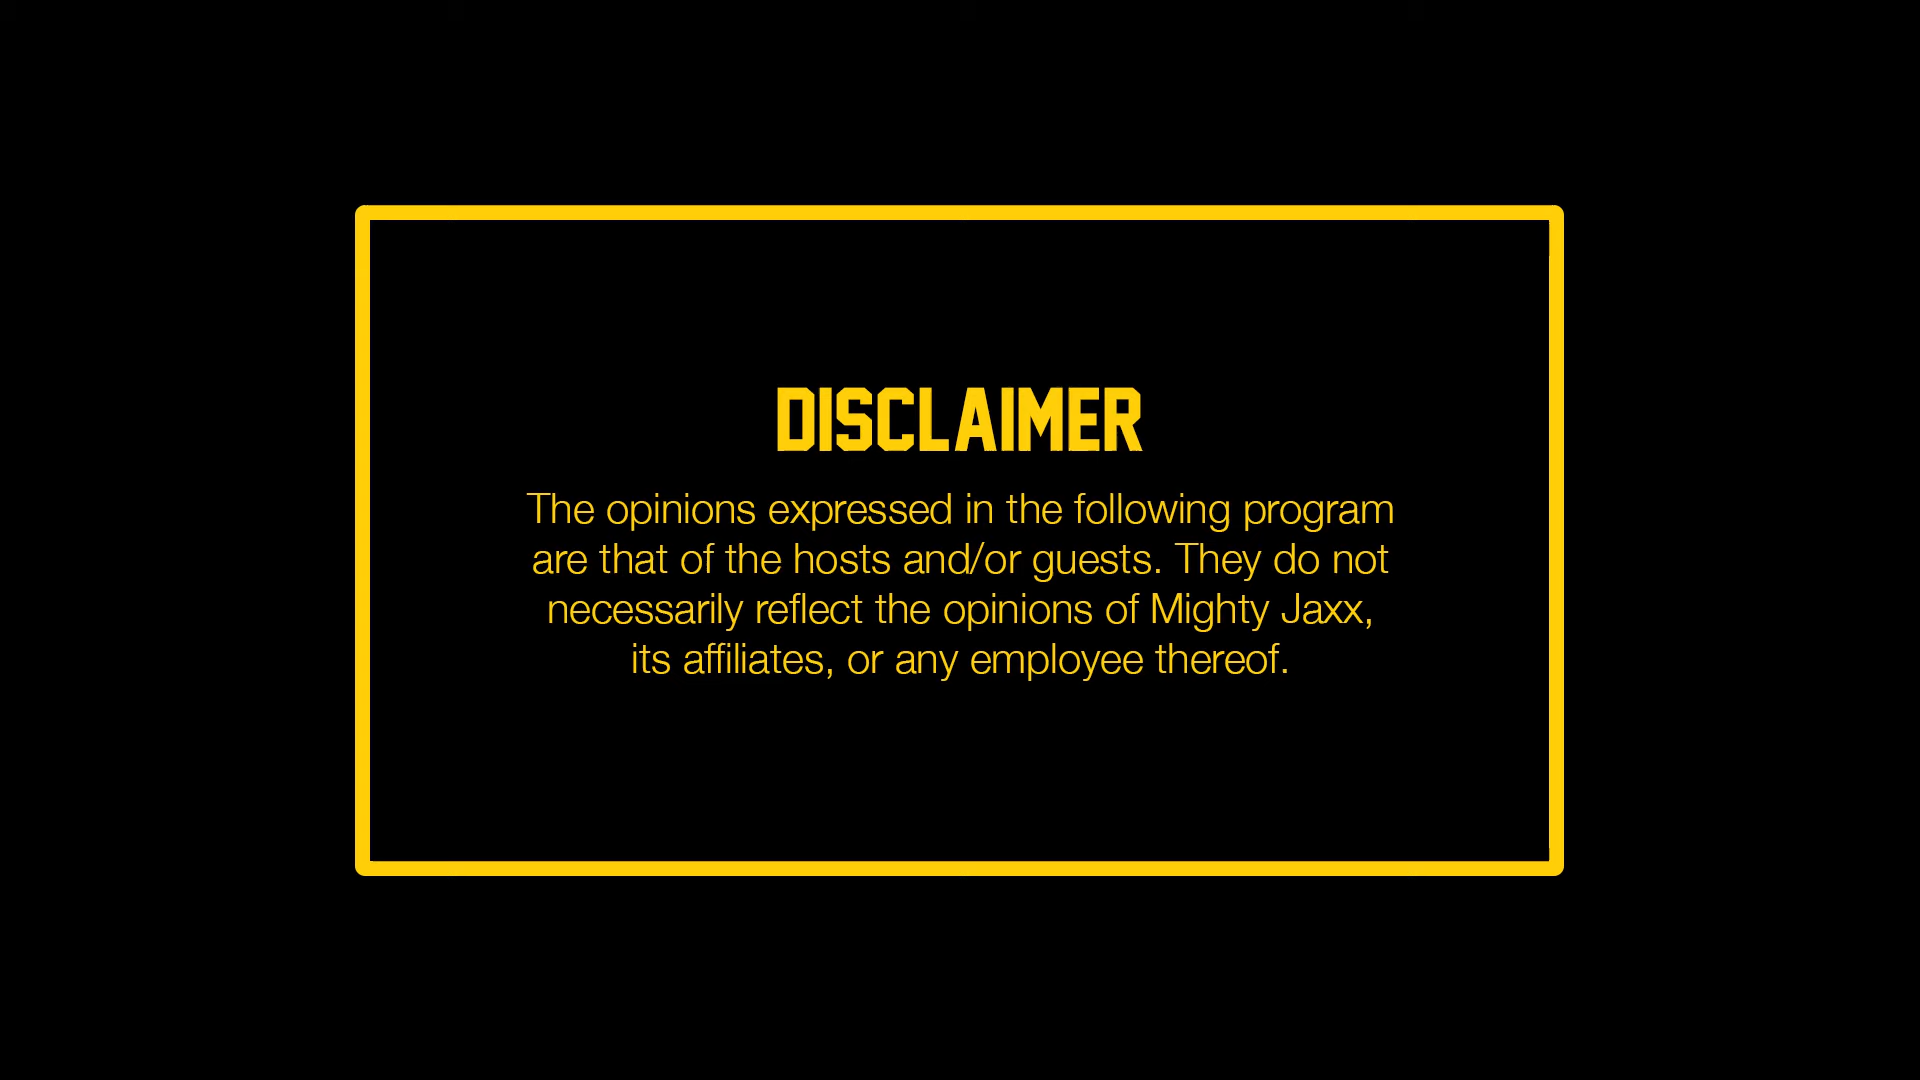 DISCLAIMER
The opinions expressed in the following program
are that of the hosts and/or guests. They do not
necessarily reflect the opinions of Mighty Jaxx,
its affiliates, or any employee thereof.